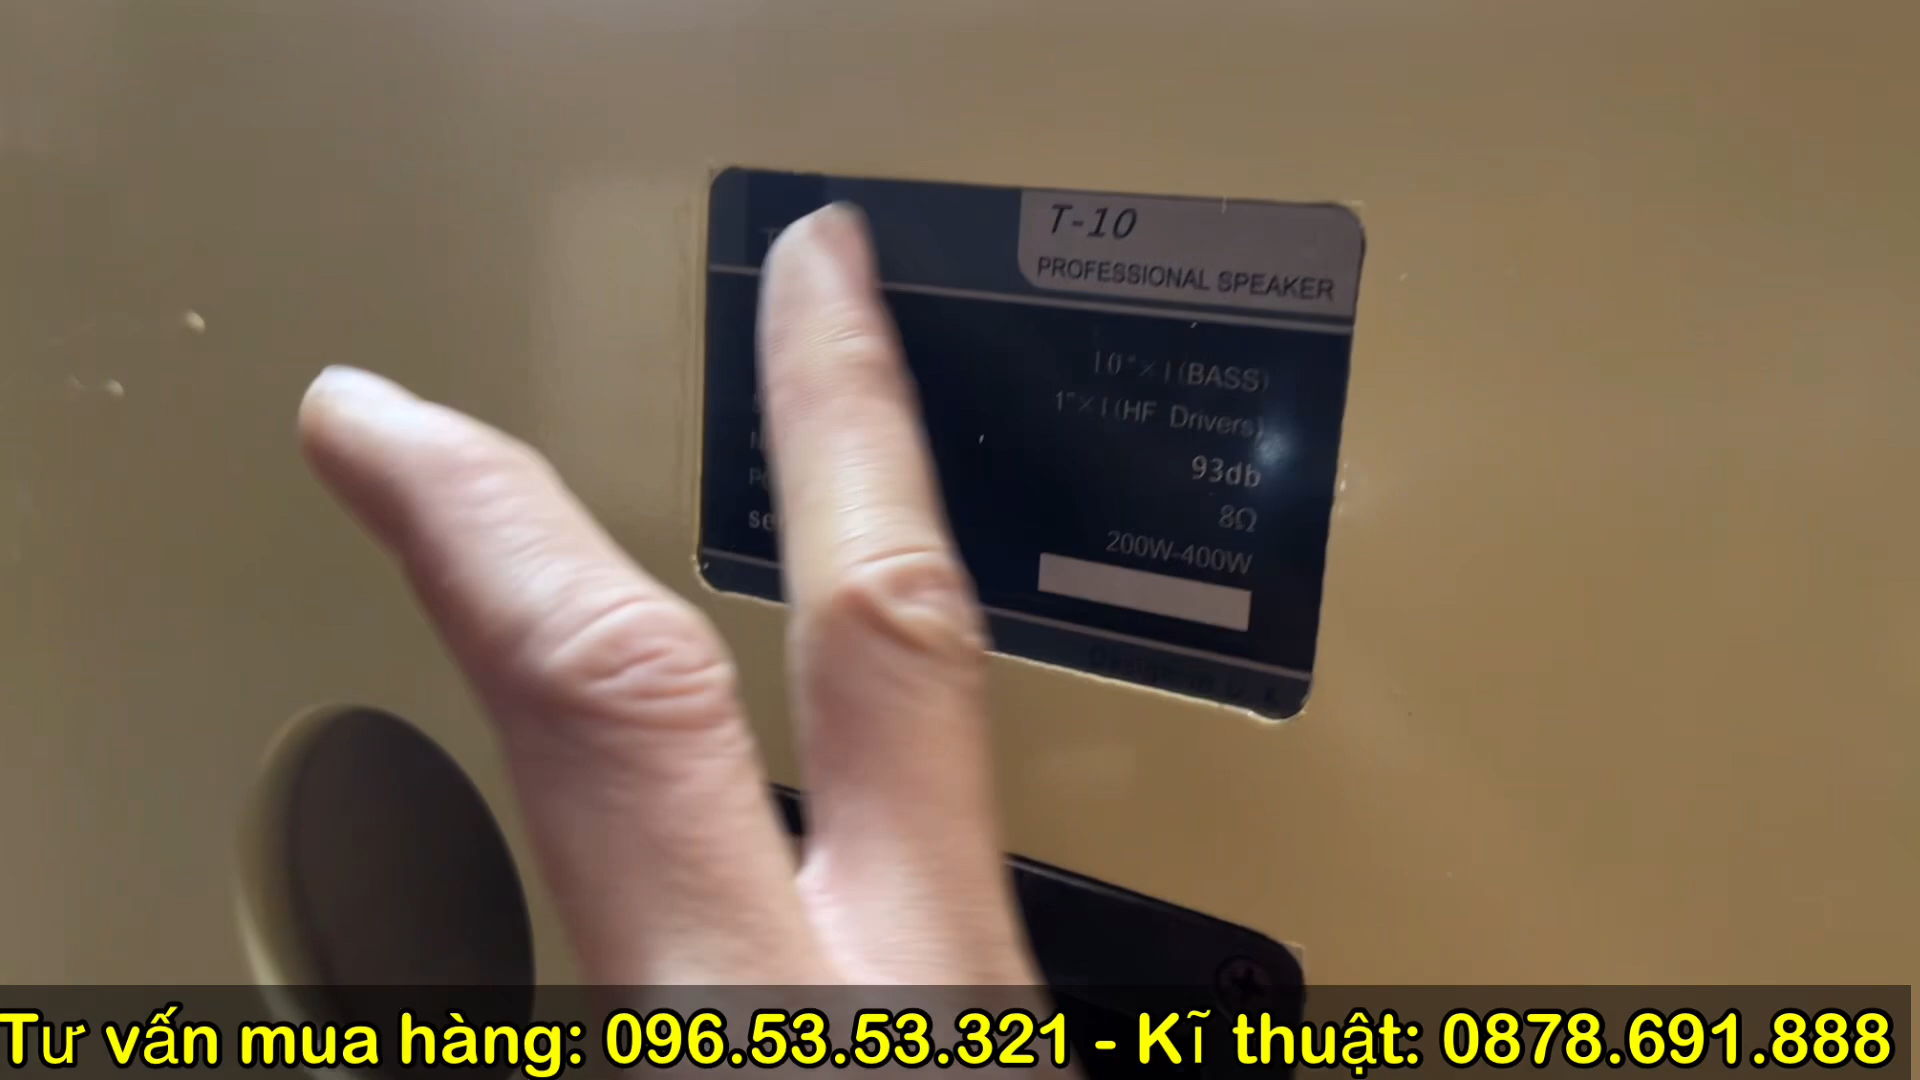 T-10
PROFESSIONAL SPEAKER
10"×1(BASS)
1"×1(HF Drivers)
93db
8Ω
200W-400W
Tư vấn mua hàng: 096.53.53.321 - Kĩ thuật: 0878.691.888